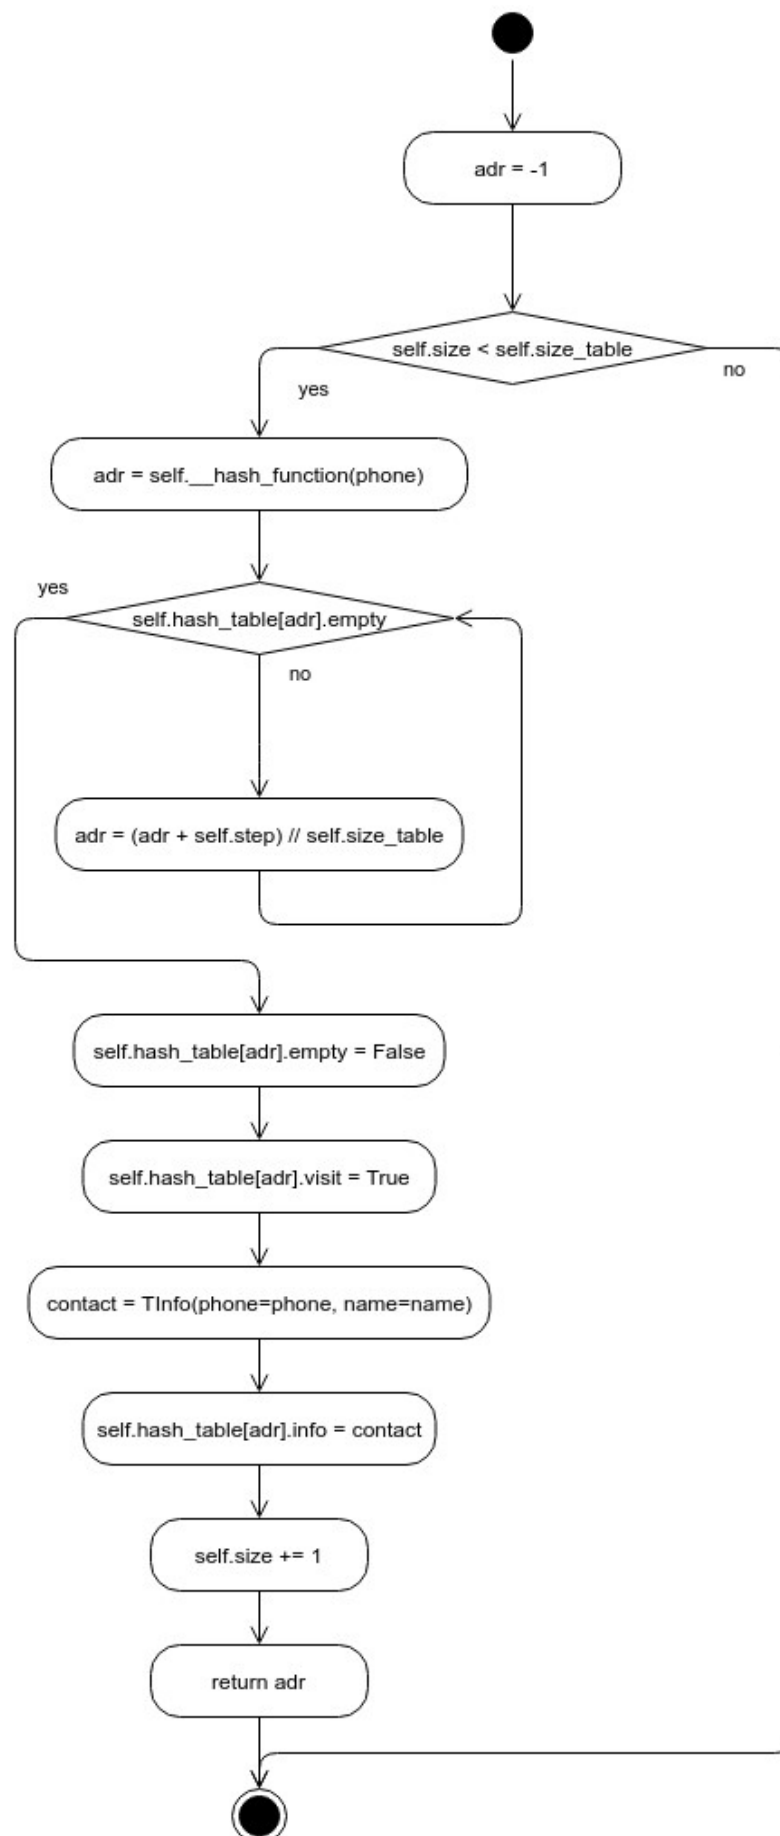 adr = -1
self.size < self.size_table
no
yes
adr = self.__hash_function(phone)
yes
self.hash_table[adr].empty
no
adr = (adr + self.step) // self.size_table
self.hash_table[adr].empty = False
self.hash_table[adr].visit = True
contact = TInfo(phone=phone, name=name)
self.hash_table[adr].info = contact
self.size += 1
return adr